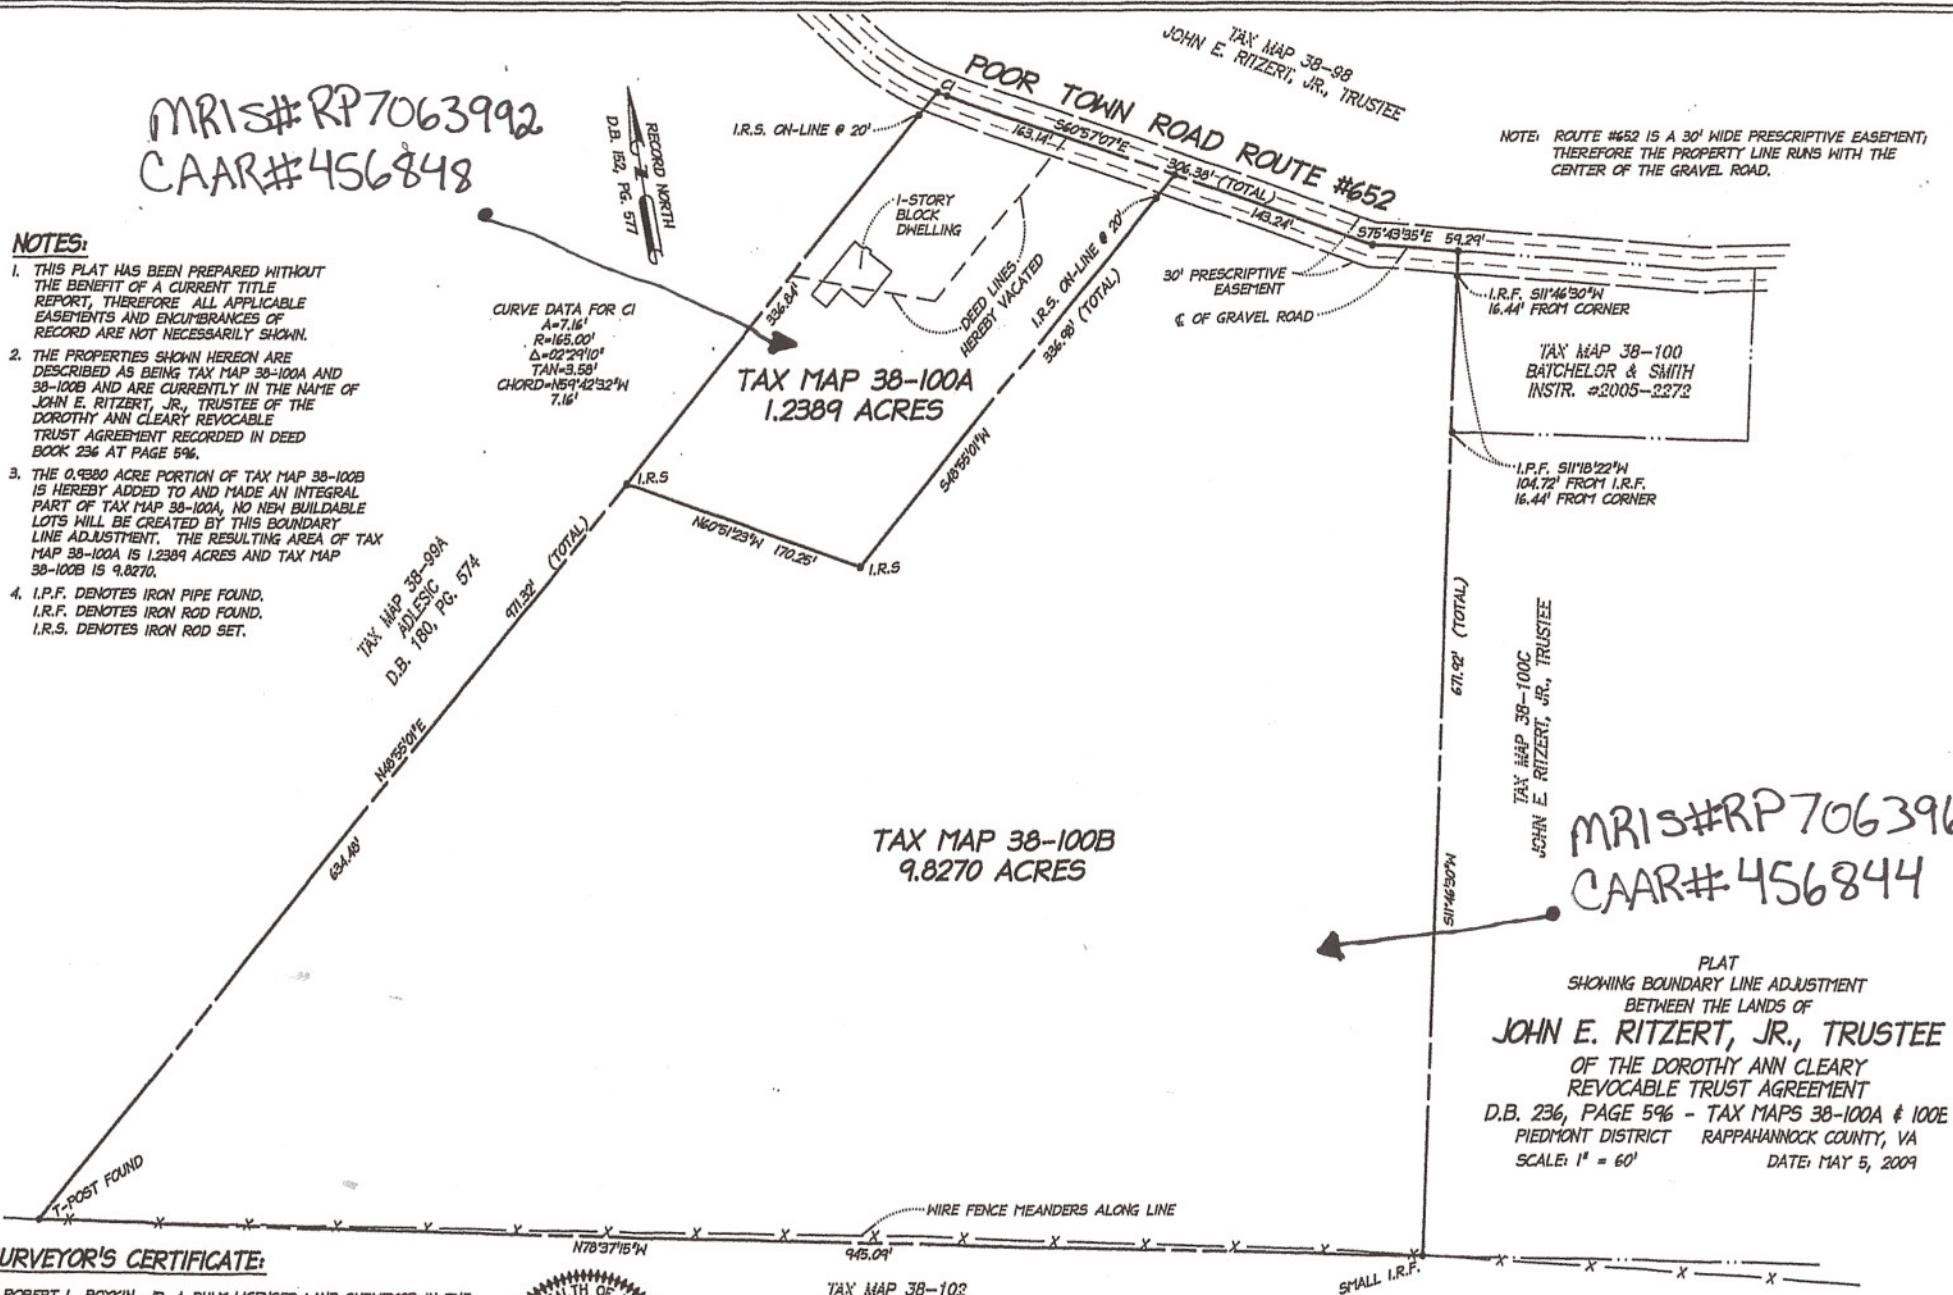 TAX MAP 38-98
JOHN E. RITZERT, JR., TRUSTEE
POOR TOWN ROAD ROUTE #652
MRIS#RP7063992
CAAR#456848
RECORD NORTH
N
D.B. 152, PG. 577
I.R.S. ON-LINE @ 20'
C1
163.14'
S60°57'07"E
306.38' (TOTAL)
143.24'
S75°43'35"E 59.29'
NOTE: ROUTE #652 IS A 30' WIDE PRESCRIPTIVE EASEMENT;
THEREFORE THE PROPERTY LINE RUNS WITH THE
CENTER OF THE GRAVEL ROAD.
NOTES:
1. THIS PLAT HAS BEEN PREPARED WITHOUT
THE BENEFIT OF A CURRENT TITLE
REPORT, THEREFORE ALL APPLICABLE
EASEMENTS AND ENCUMBRANCES OF
RECORD ARE NOT NECESSARILY SHOWN.
2. THE PROPERTIES SHOWN HEREON ARE
DESCRIBED AS BEING TAX MAP 38-100A AND
38-100B AND ARE CURRENTLY IN THE NAME OF
JOHN E. RITZERT, JR., TRUSTEE OF THE
DOROTHY ANN CLEARY REVOCABLE
TRUST AGREEMENT RECORDED IN DEED
BOOK 236 AT PAGE 596.
3. THE 0.9380 ACRE PORTION OF TAX MAP 38-100B
IS HEREBY ADDED TO AND MADE AN INTEGRAL
PART OF TAX MAP 38-100A, NO NEW BUILDABLE
LOTS WILL BE CREATED BY THIS BOUNDARY
LINE ADJUSTMENT. THE RESULTING AREA OF TAX
MAP 38-100A IS 1.2389 ACRES AND TAX MAP
38-100B IS 9.8270.
4. I.P.F. DENOTES IRON PIPE FOUND.
I.R.F. DENOTES IRON ROD FOUND.
I.R.S. DENOTES IRON ROD SET.
CURVE DATA FOR C1
A=7.16'
R=165.00'
Δ=02°29'10"
TAN=3.58'
CHORD=N59°42'32"W
7.16'
1-STORY
BLOCK
DWELLING
DEED LINES
HEREBY VACATED
I.R.S. ON-LINE @ 20'
336.98' (TOTAL)
336.84'
S48°55'01"W
TAX MAP 38-100A
1.2389 ACRES
30' PRESCRIPTIVE
EASEMENT
℄ OF GRAVEL ROAD
I.R.F. S11°46'30"W
16.44' FROM CORNER
TAX MAP 38-100
BATCHELOR & SMITH
INSTR. #2005-2272
I.P.F. S11°18'22"W
104.72' FROM I.R.F.
16.44' FROM CORNER
I.R.S
N60°51'23"W 170.25'
I.R.S
971.32' (TOTAL)
TAX MAP 38-99A
ADLESIC
D.B. 180, PG. 574
N48°55'01"E
634.48'
671.92' (TOTAL)
S11°46'30"W
TAX MAP 38-100C
JOHN E. RITZERT, JR., TRUSTEE
TAX MAP 38-100B
9.8270 ACRES
MRIS#RP706396
CAAR#456844
PLAT
SHOWING BOUNDARY LINE ADJUSTMENT
BETWEEN THE LANDS OF
JOHN E. RITZERT, JR., TRUSTEE
OF THE DOROTHY ANN CLEARY
REVOCABLE TRUST AGREEMENT
D.B. 236, PAGE 596 - TAX MAPS 38-100A & 100E
PIEDMONT DISTRICT RAPPAHANNOCK COUNTY, VA
SCALE: 1" = 60' DATE: MAY 5, 2009
T-POST FOUND
WIRE FENCE MEANDERS ALONG LINE
N78°37'15"W
945.09'
SMALL I.R.F.
URVEYOR'S CERTIFICATE:
TAX MAP 38-102